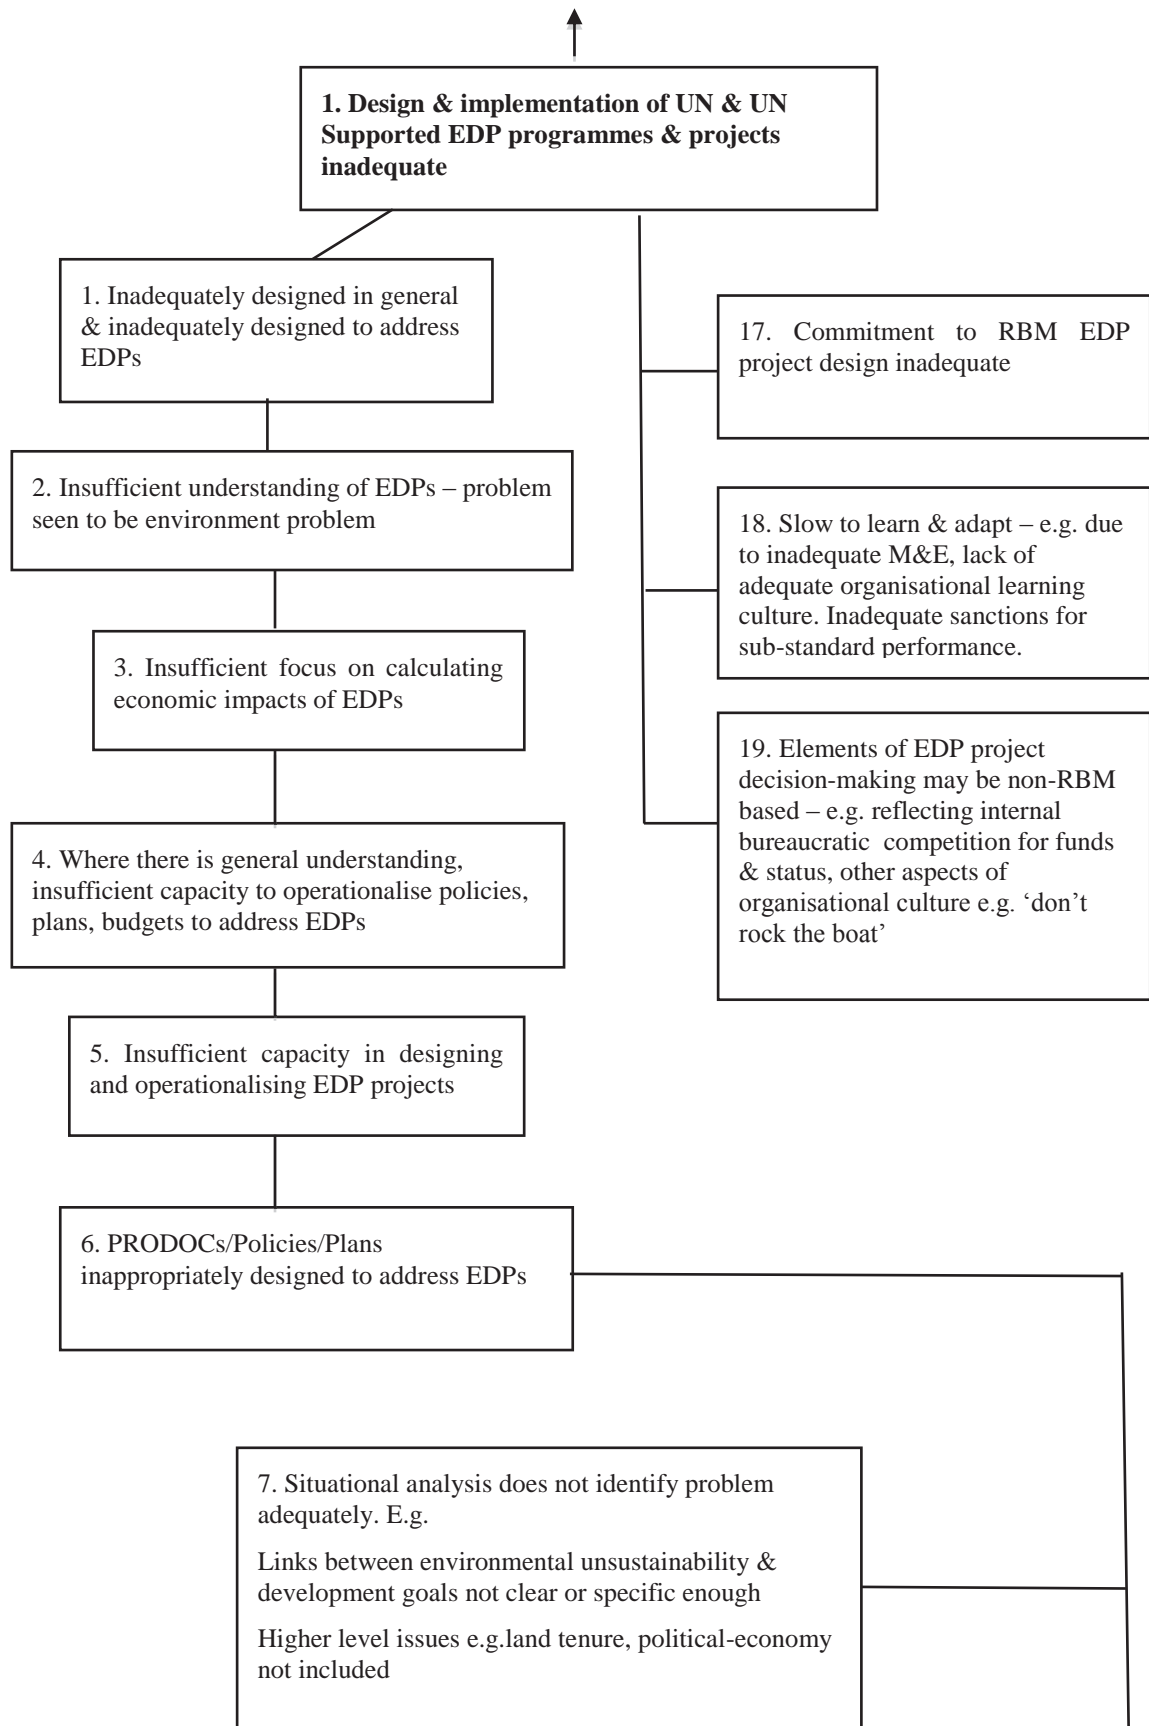 1. Design & implementation of UN & UN
Supported EDP programmes & projects
inadequate
1. Inadequately designed in general
& inadequately designed to address
EDPs
2. Insufficient understanding of EDPs – problem
seen to be environment problem
3. Insufficient focus on calculating
economic impacts of EDPs
4. Where there is general understanding,
insufficient capacity to operationalise policies,
plans, budgets to address EDPs
5. Insufficient capacity in designing
and operationalising EDP projects
6. PRODOCs/Policies/Plans
inappropriately designed to address EDPs
7. Situational analysis does not identify problem
adequately. E.g.
Links between environmental unsustainability &
development goals not clear or specific enough
Higher level issues e.g.land tenure, political-economy
not included
17. Commitment to RBM EDP
project design inadequate
18. Slow to learn & adapt – e.g. due
to inadequate M&E, lack of
adequate organisational learning
culture. Inadequate sanctions for
sub-standard performance.
19. Elements of EDP project
decision-making may be non-RBM
based – e.g. reflecting internal
bureaucratic competition for funds
& status, other aspects of
organisational culture e.g. ‘don’t
rock the boat’